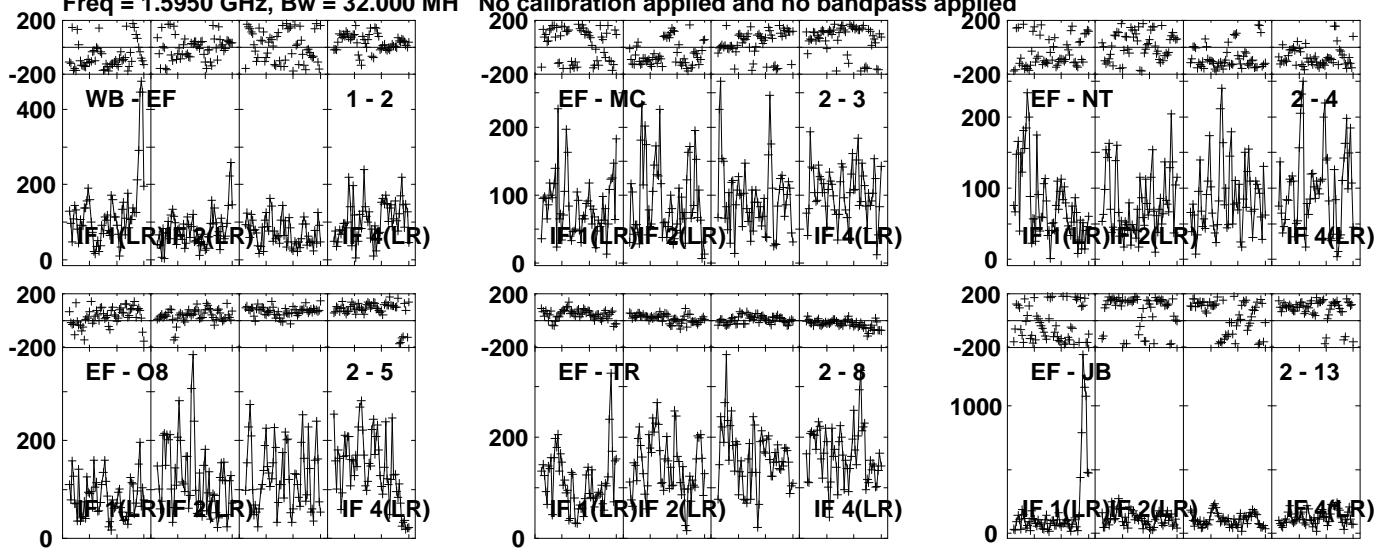 Freq = 1.5950 GHz, Bw = 32.000 MH No calibration applied and no bandpass applied
200
-200
WB - EF 1 - 2
400
200
0
IF 1(LR) IF 2(LR) IF 4(LR)
200
-200
EF - MC 2 - 3
200
100
0
IF 1(LR) IF 2(LR) IF 4(LR)
200
-200
EF - NT 2 - 4
200
100
0
IF 1(LR) IF 2(LR) IF 4(LR)
200
-200
EF - O8 2 - 5
200
0
IF 1(LR) IF 2(LR) IF 4(LR)
200
-200
EF - TR 2 - 8
200
0
IF 1(LR) IF 2(LR) IF 4(LR)
200
-200
EF - JB 2 - 13
1000
0
IF 1(LR) IF 2(LR) IF 4(LR)